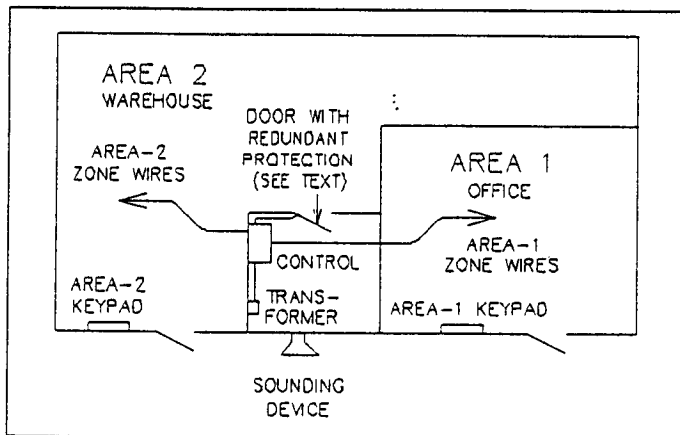 AREA 2
WAREHOUSE
DOOR WITH
REDUNDANT
PROTECTION
(SEE TEXT)
AREA-2
ZONE WIRES
AREA 1
OFFICE
AREA-1
ZONE WIRES
CONTROL
AREA-2
KEYPAD
TRANS-
FORMER
AREA-1 KEYPAD
SOUNDING
DEVICE